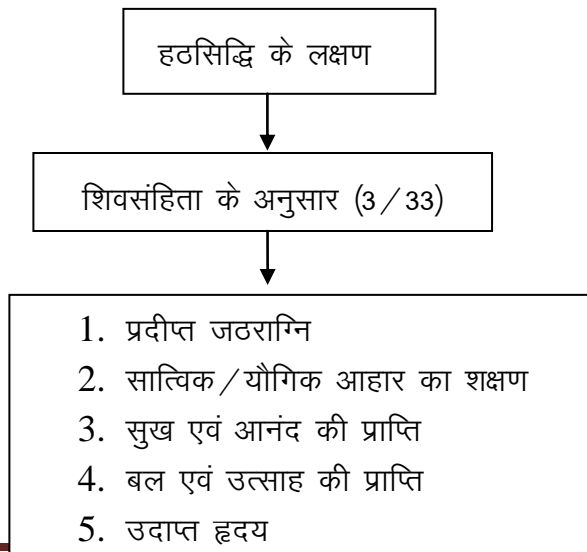 हठसिद्धि के लक्षण
शिवसंहिता के अनुसार (3/33)
1. प्रदीप्त जठराग्नि
2. सात्विक/यौगिक आहार का शक्षण
3. सुख एवं आनंद की प्राप्ति
4. बल एवं उत्साह की प्राप्ति
5. उदाप्त हृदय